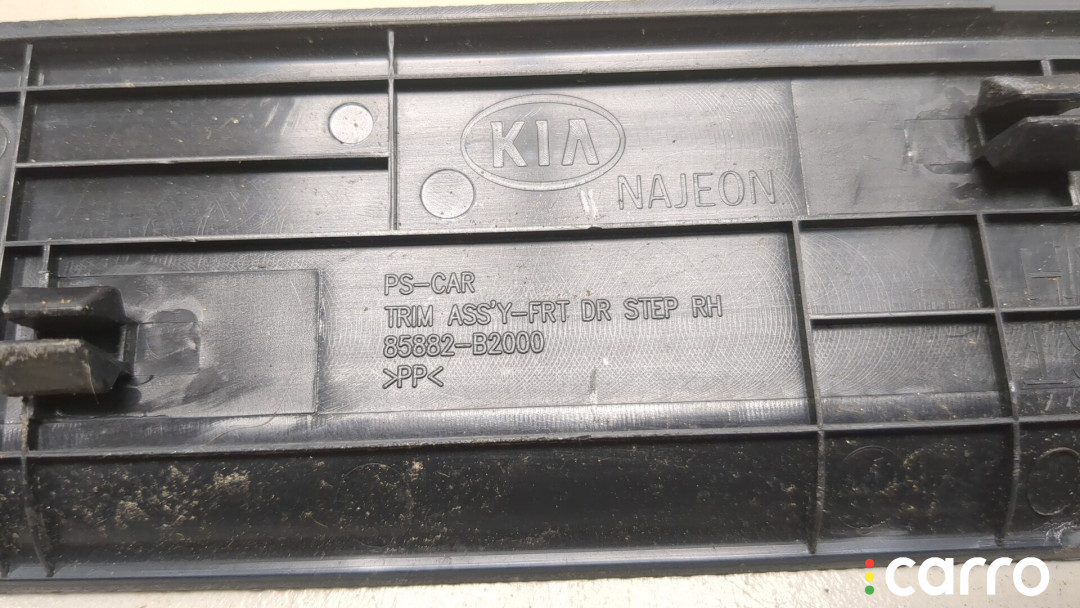 KIA
NAJEON
PS-CAR
TRIM ASS'Y-FRT DR STEP RH
85882-B2000
>PP<
carro